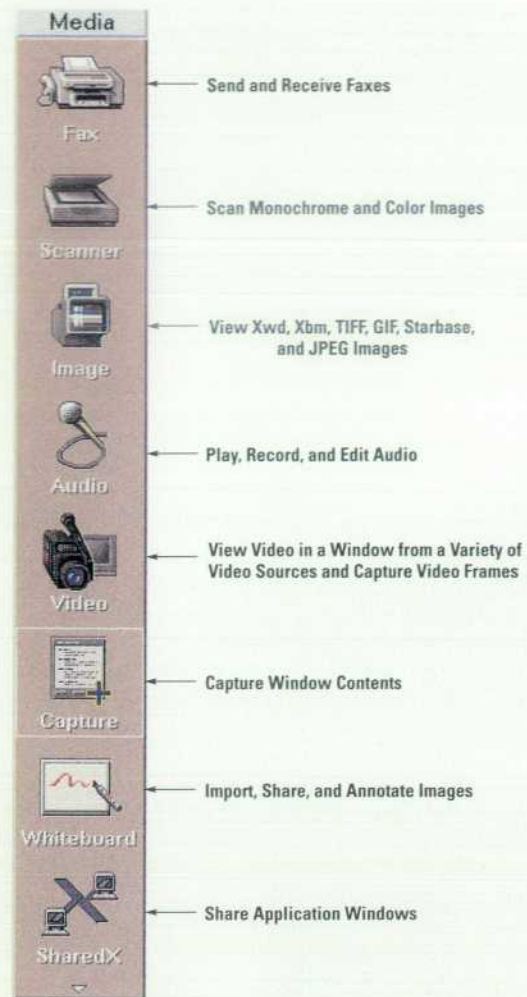 Media
Fax
Send and Receive Faxes
Scanner
Scan Monochrome and Color Images
Image
View Xwd, Xbm, TIFF, GIF, Starbase,
and JPEG Images
Audio
Play, Record, and Edit Audio
Video
View Video in a Window from a Variety of
Video Sources and Capture Video Frames
Capture
Capture Window Contents
Whiteboard
Import, Share, and Annotate Images
SharedX
Share Application Windows